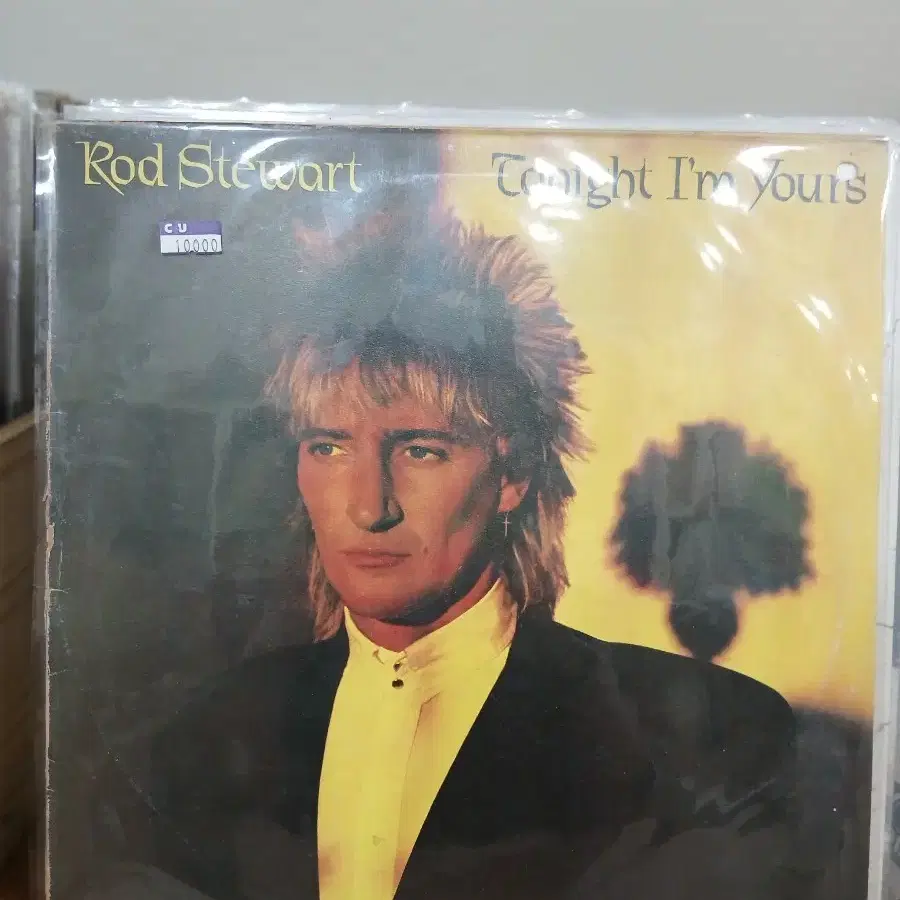 Rod Stewart
Tonight I'm Yours
CU
10000